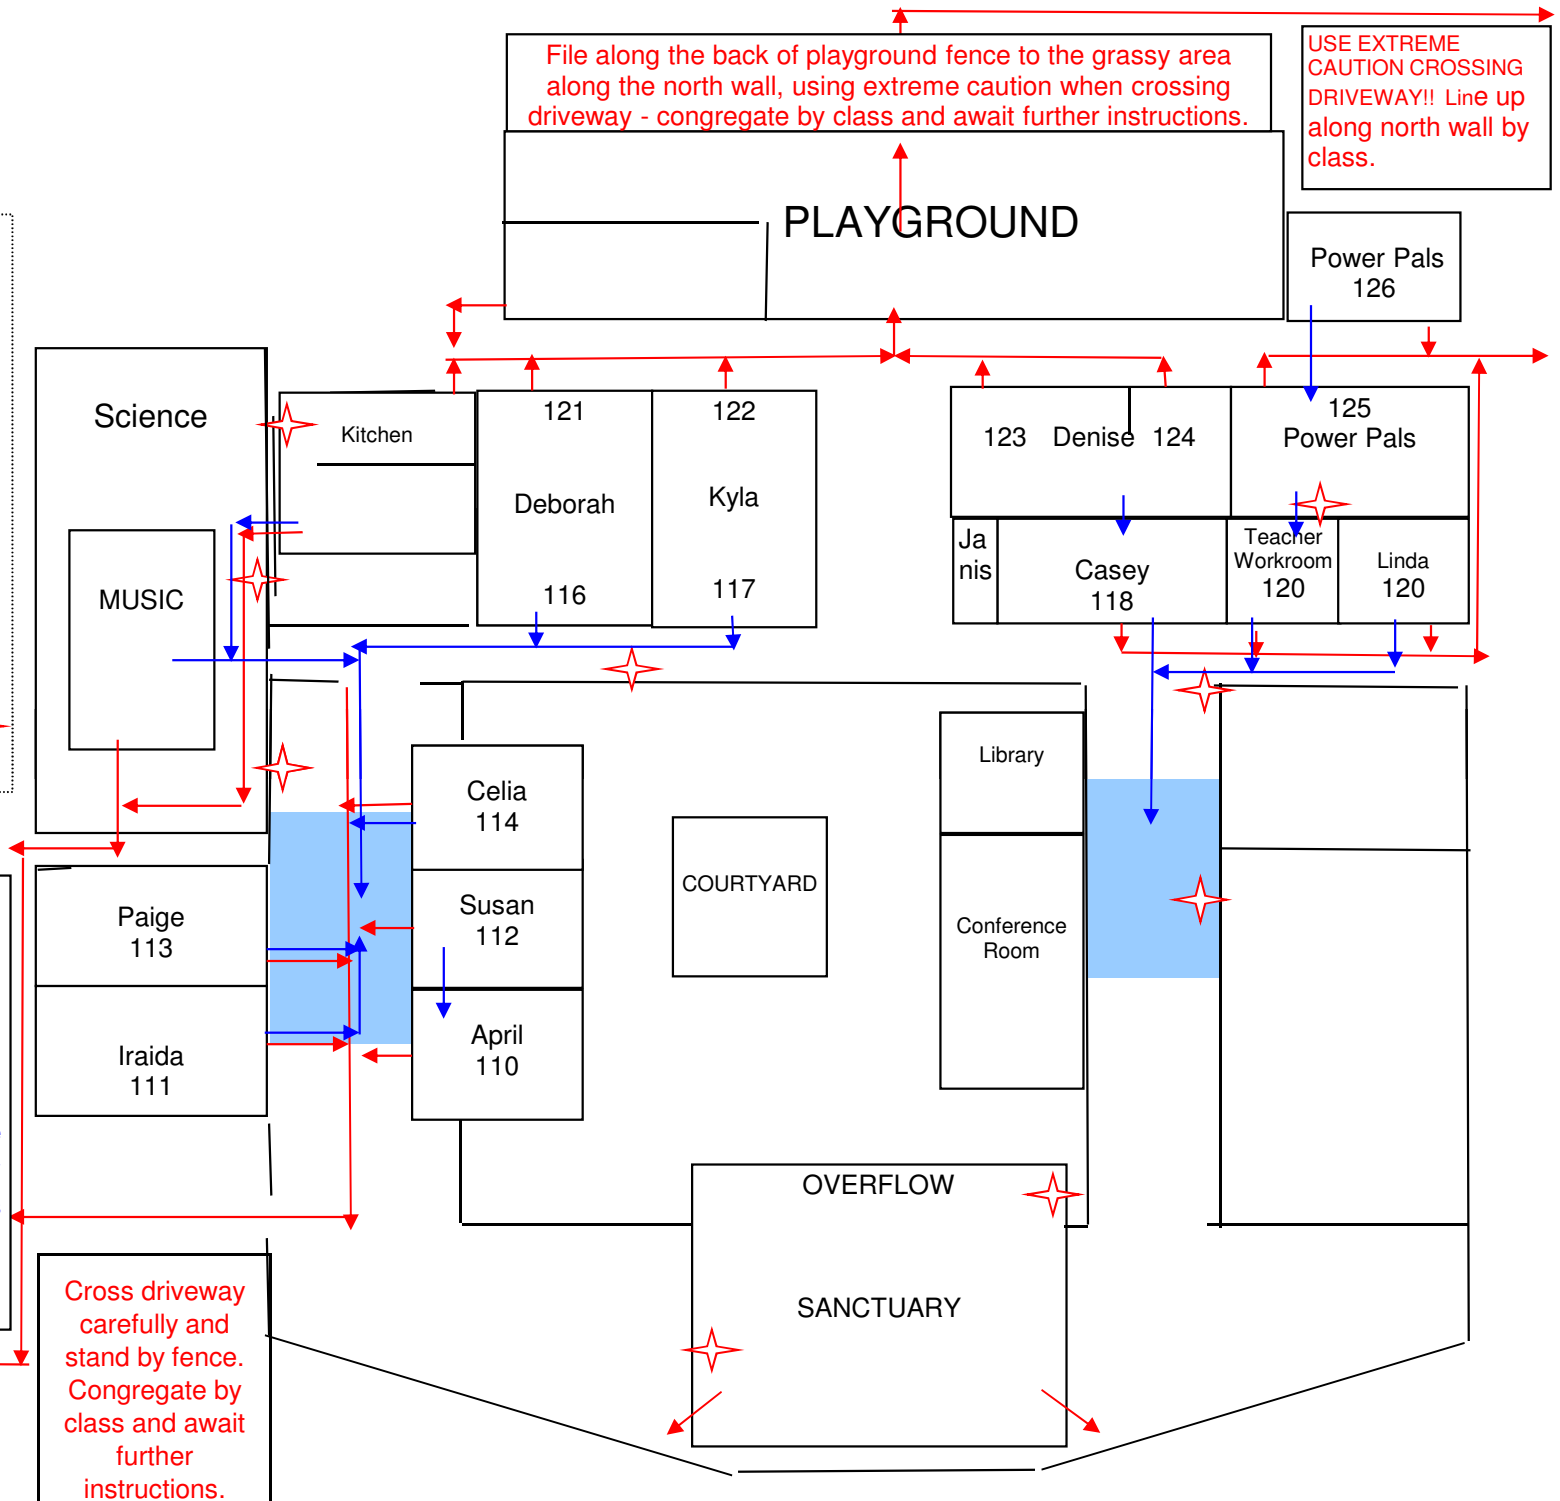 File along the back of playground fence to the grassy area
along the north wall, using extreme caution when crossing
driveway - congregate by class and await further instructions.
USE EXTREME
CAUTION CROSSING
DRIVEWAY!! Line up
along north wall by
class.
PLAYGROUND
Power Pals
126
Science
Kitchen
121
Deborah
116
122
Kyla
117
123 Denise 124
125
Power Pals
Ja
nis
Casey
118
Teacher
Workroom
120
Linda
120
MUSIC
Celia
114
Library
COURTYARD
Paige
113
Susan
112
Conference
Room
Iraida
111
April
110
OVERFLOW
SANCTUARY
Cross driveway
carefully and
stand by fence.
Congregate by
class and await
further
instructions.